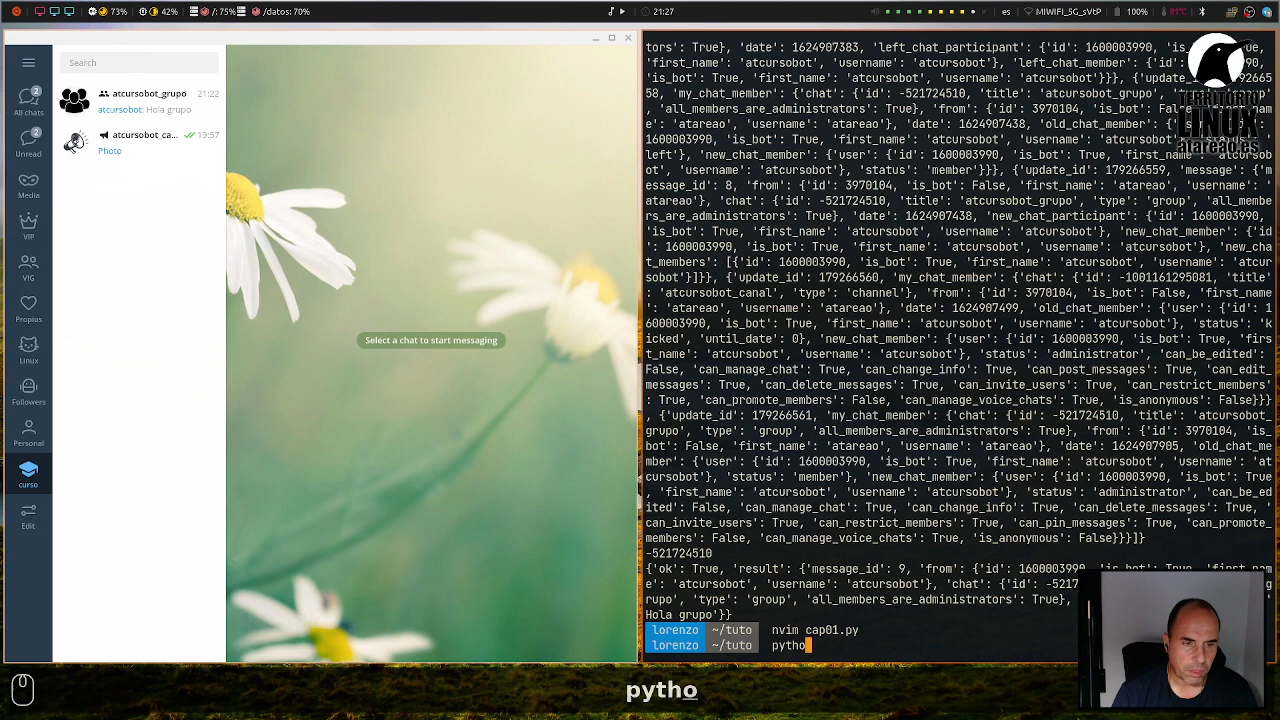 73%
42%
/: 75%
/datos: 70%
21:27
es
MIWIFI_5G_sVtP
100%
Search
2
All chats
2
Unread
Media
VIP
VIG
Propios
Linux
Followers
Personal
curso
Edit
atcursobot_grupo 21:22
atcursobot: Hola grupo
atcursobot_ca... 19:57
Photo
Select a chat to start messaging
tors': True}, 'date': 1624907383, 'left_chat_participant': {'id': 1600003990, 'is_
'first_name': 'atcursobot', 'username': 'atcursobot'}, 'left_chat_member': {'id':
, 'is_bot': True, 'first_name': 'atcursobot', 'username': 'atcursobot'}}}, {'update_
58, 'my_chat_member': {'chat': {'id': -521724510, 'title': 'atcursobot_grupo', 'type
, 'all_members_are_administrators': True}, 'from': {'id': 3970104, 'is_bot': 
e': 'atareao', 'username': 'atareao'}, 'date': 1624907438, 'old_chat_member':
1600003990, 'is_bot': True, 'first_name': 'atcursobot', 'username': 'atcursobot
left'}, 'new_chat_member': {'user': {'id': 1600003990, 'is_bot': True, 'first_
ot', 'username': 'atcursobot'}, 'status': 'member'}}}, {'update_id': 179266559, 'message': {'m
essage_id': 8, 'from': {'id': 3970104, 'is_bot': False, 'first_name': 'atareao', 'username': '
atareao'}, 'chat': {'id': -521724510, 'title': 'atcursobot_grupo', 'type': 'group', 'all_membe
rs_are_administrators': True}, 'date': 1624907438, 'new_chat_participant': {'id': 1600003990,
'is_bot': True, 'first_name': 'atcursobot', 'username': 'atcursobot'}, 'new_chat_member': {'id
': 1600003990, 'is_bot': True, 'first_name': 'atcursobot', 'username': 'atcursobot'}, 'new_cha
t_members': [{'id': 1600003990, 'is_bot': True, 'first_name': 'atcursobot', 'username': 'atcur
sobot'}]}}, {'update_id': 179266560, 'my_chat_member': {'chat': {'id': -1001161295081, 'title'
: 'atcursobot_canal', 'type': 'channel'}, 'from': {'id': 3970104, 'is_bot': False, 'first_name
': 'atareao', 'username': 'atareao'}, 'date': 1624907499, 'old_chat_member': {'user': {'id': 1
600003990, 'is_bot': True, 'first_name': 'atcursobot', 'username': 'atcursobot'}, 'status': 'k
icked', 'until_date': 0}, 'new_chat_member': {'user': {'id': 1600003990, 'is_bot': True, 'firs
t_name': 'atcursobot', 'username': 'atcursobot'}, 'status': 'administrator', 'can_be_edited':
False, 'can_manage_chat': True, 'can_change_info': True, 'can_post_messages': True, 'can_edit_
messages': True, 'can_delete_messages': True, 'can_invite_users': True, 'can_restrict_members'
: True, 'can_promote_members': False, 'can_manage_voice_chats': True, 'is_anonymous': False}}}
, {'update_id': 179266561, 'my_chat_member': {'chat': {'id': -521724510, 'title': 'atcursobot_
grupo', 'type': 'group', 'all_members_are_administrators': True}, 'from': {'id': 3970104, 'is_
bot': False, 'first_name': 'atareao', 'username': 'atareao'}, 'date': 1624907905, 'old_chat_me
mber': {'user': {'id': 1600003990, 'is_bot': True, 'first_name': 'atcursobot', 'username': 'at
cursobot'}, 'status': 'member'}, 'new_chat_member': {'user': {'id': 1600003990, 'is_bot': True
, 'first_name': 'atcursobot', 'username': 'atcursobot'}, 'status': 'administrator', 'can_be_ed
ited': False, 'can_manage_chat': True, 'can_change_info': True, 'can_delete_messages': True, '
can_invite_users': True, 'can_restrict_members': True, 'can_pin_messages': True, 'can_promote_
members': False, 'can_manage_voice_chats': True, 'is_anonymous': False}}}]}
-521724510
{'ok': True, 'result': {'message_id': 9, 'from': {'id': 1600003990, 'is_bot': True, 'first_nam
e': 'atcursobot', 'username': 'atcursobot'}, 'chat': {'id': -5217
rupo', 'type': 'group', 'all_members_are_administrators': True},
Hola grupo'}}
lorenzo ~/tuto nvim cap01.py
lorenzo ~/tuto pytho
TERRITORIO
LINUX
atareao.es
pytho